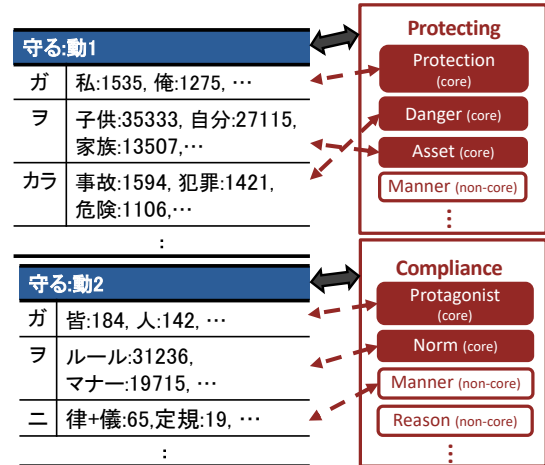 守る:動1
ガ 私:1535, 俺:1275, …
ヲ 子供:35333, 自分:27115,
家族:13507,…
カラ 事故:1594, 犯罪:1421,
危険:1106,…
:
Protecting
Protection
(core)
Danger (core)
Asset (core)
Manner (non-core)
⋮
守る:動2
ガ 皆:184, 人:142, …
ヲ ルール:31236,
マナー:19715, …
ニ 律+儀:65,定規:19, …
:
Compliance
Protagonist
(core)
Norm (core)
Manner (non-core)
Reason (non-core)
⋮